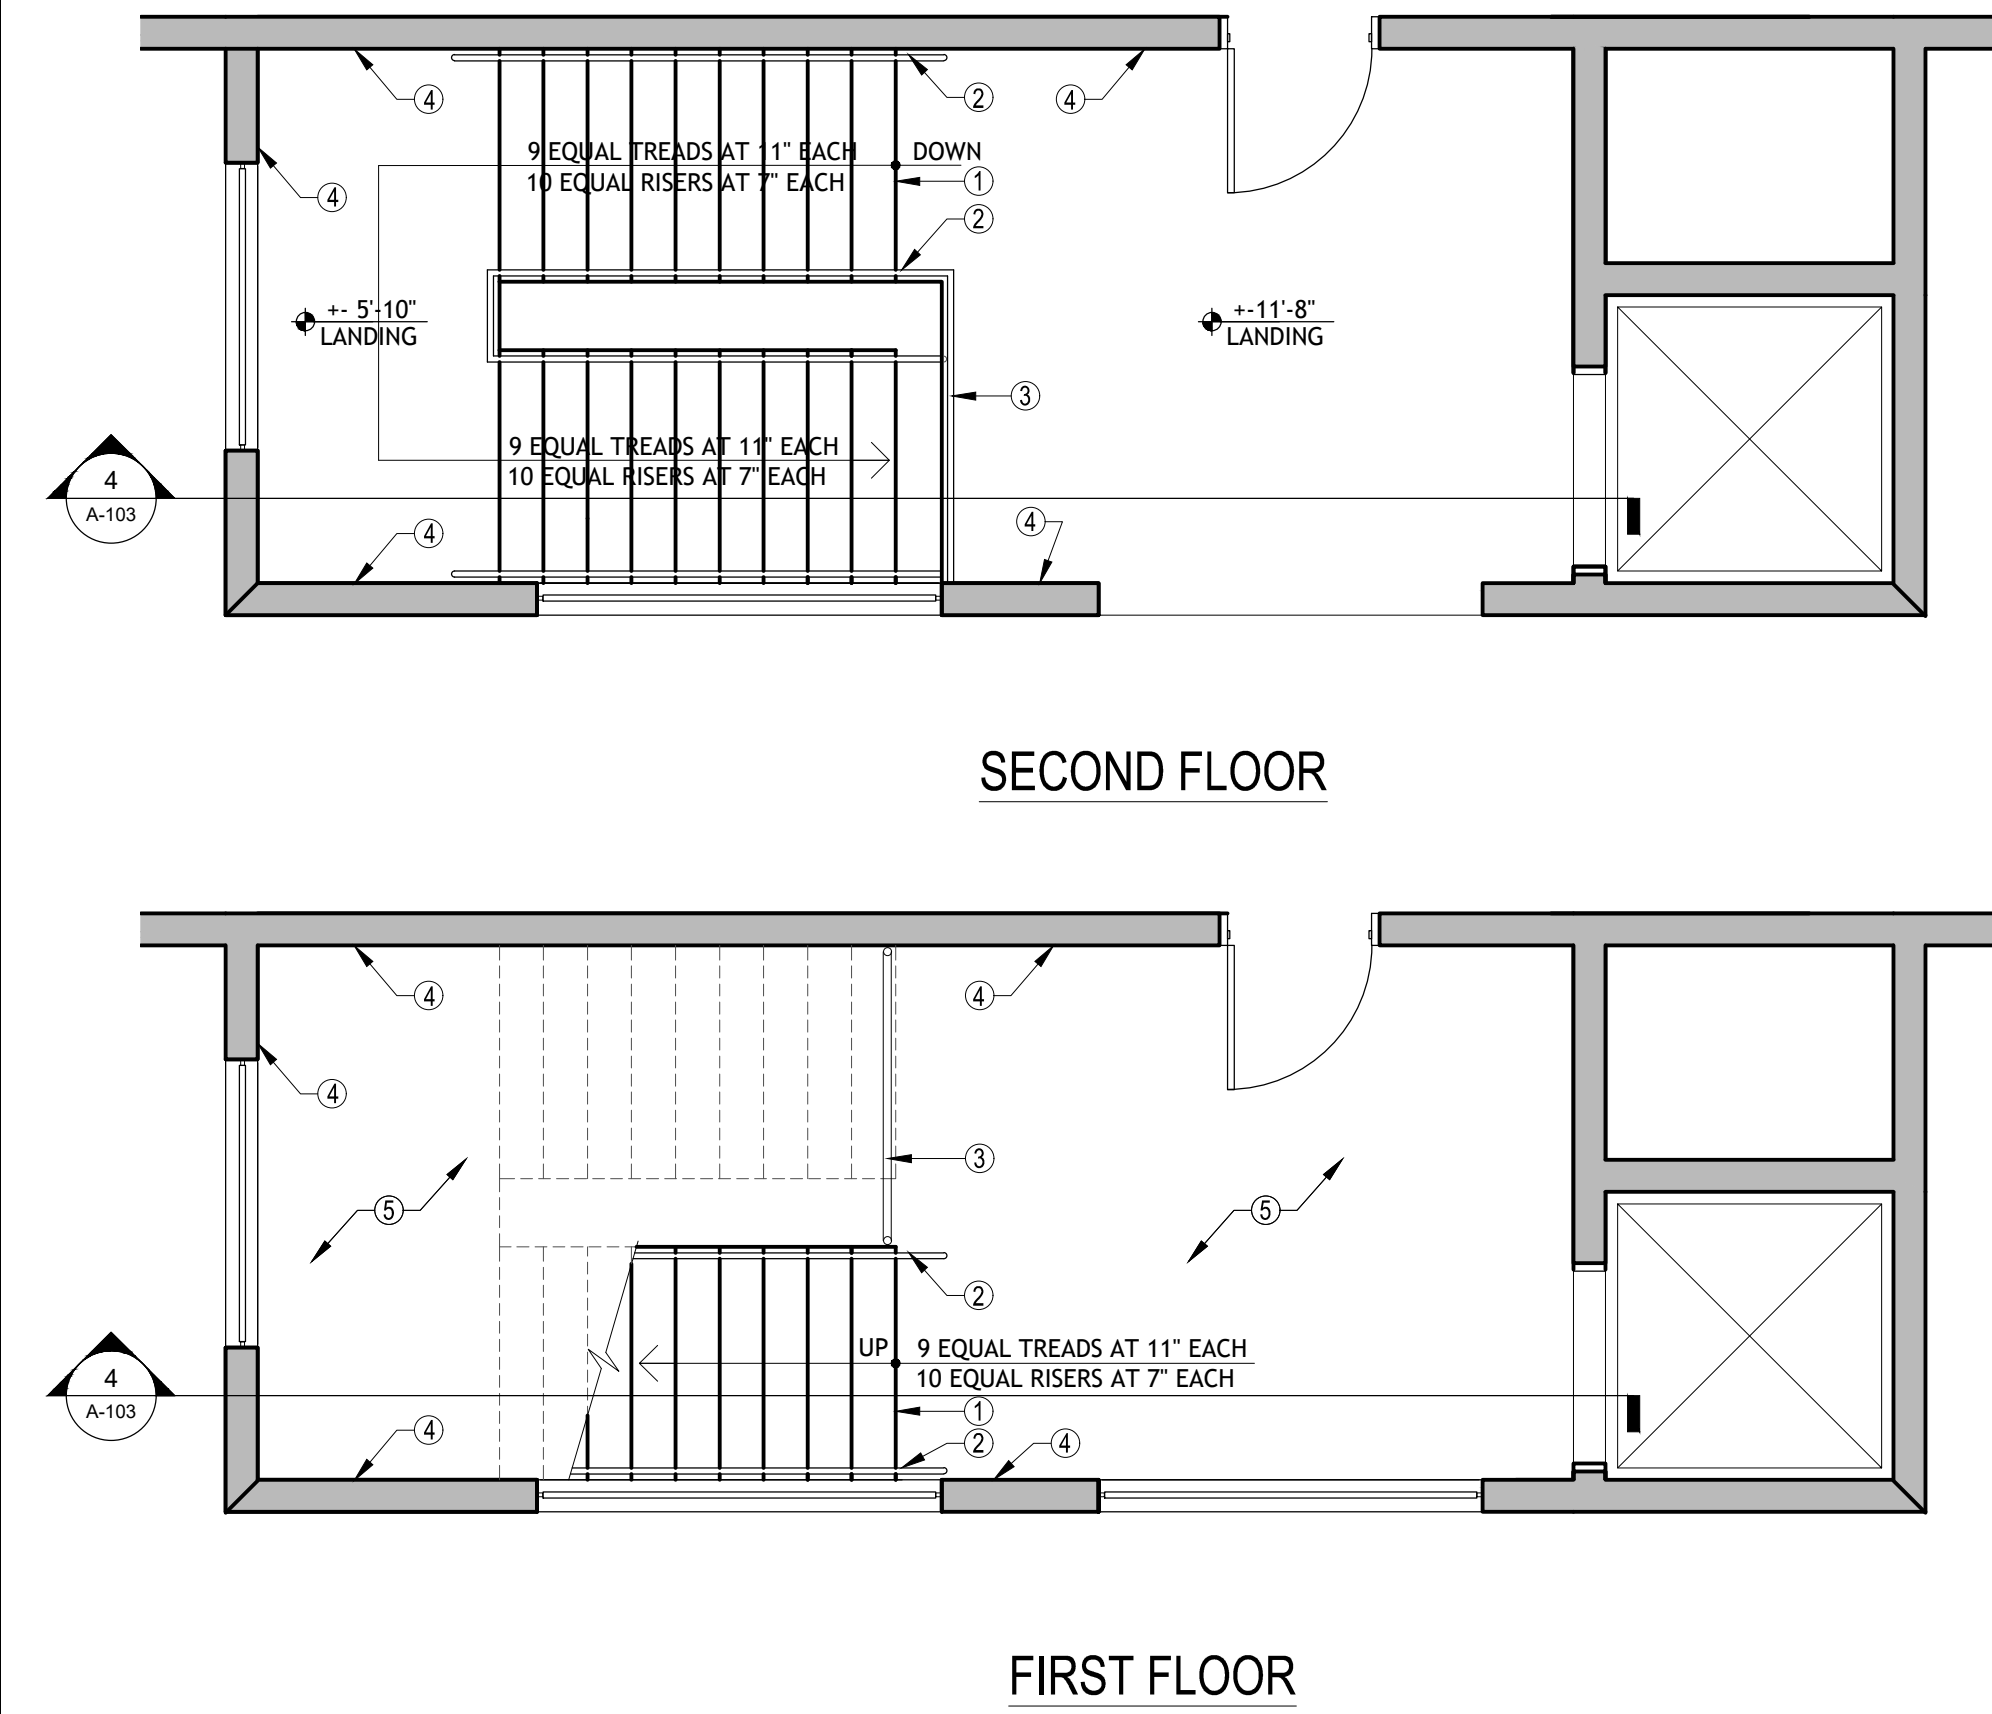 4
2
4
9 EQUAL TREADS AT 11" EACH
DOWN
10 EQUAL RISERS AT 7" EACH
1
4
2
+- 5'-10"
LANDING
+-11'-8"
LANDING
3
9 EQUAL TREADS AT 11" EACH
10 EQUAL RISERS AT 7" EACH
4
A-103
4
4
SECOND FLOOR
4
4
4
3
5
5
2
UP
9 EQUAL TREADS AT 11" EACH
10 EQUAL RISERS AT 7" EACH
4
A-103
1
4
2
4
FIRST FLOOR